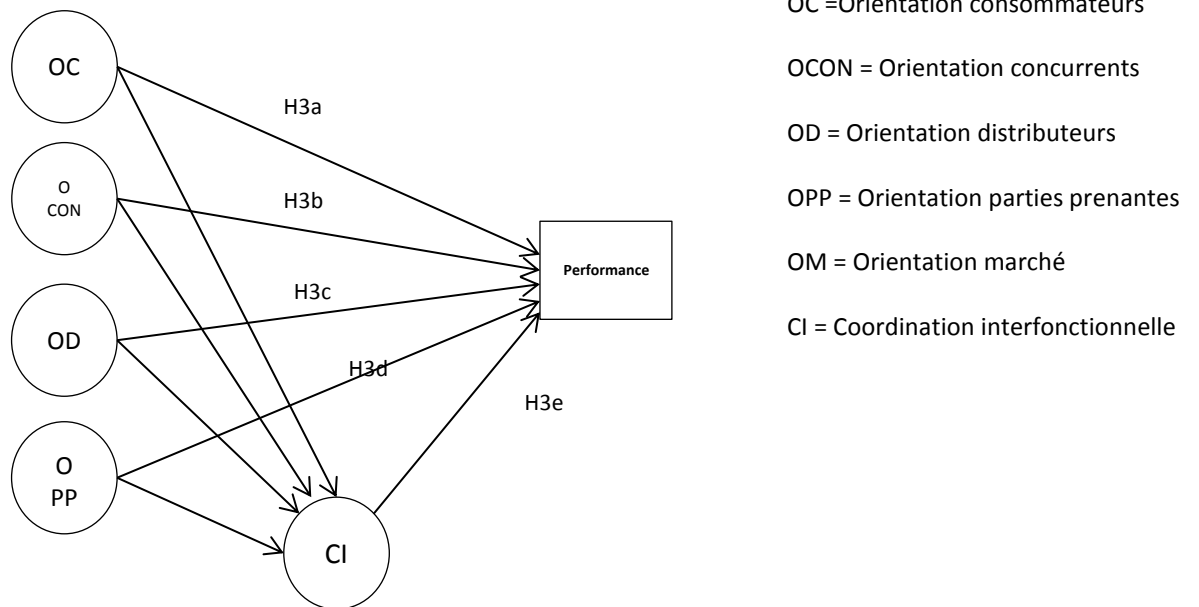 OC
O
CON
OD
O
PP
CI
H3a
H3b
H3c
H3d
H3e
Performance
OC =Orientation consommateurs
OCON = Orientation concurrents
OD = Orientation distributeurs
OPP = Orientation parties prenantes
OM = Orientation marché
CI = Coordination interfonctionnelle